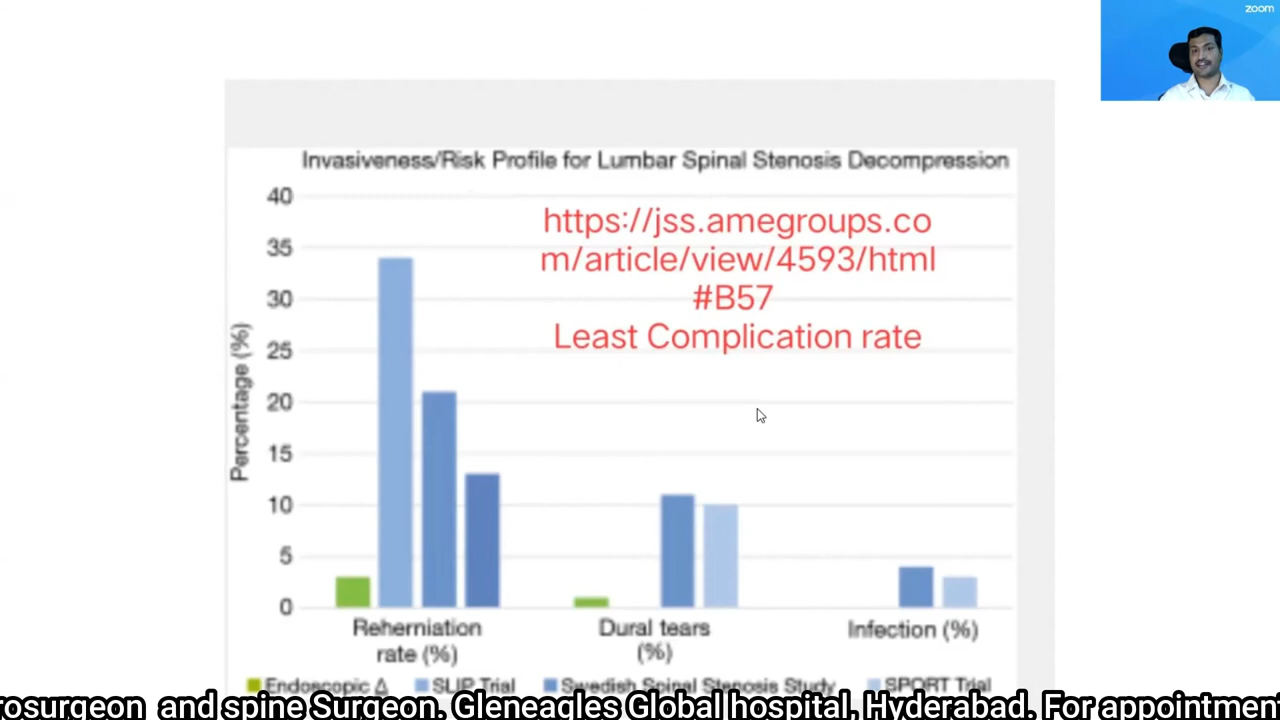 zoom
Invasiveness/Risk Profile for Lumbar Spinal Stenosis Decompression
40
35
30
25
20
15
10
5
0
Percentage (%)
https://jss.amegroups.co
m/article/view/4593/html
#B57
Least Complication rate
Reherniation
rate (%)
Dural tears
(%)
Infection (%)
Endoscopic Δ
SLIP Trial
Swedish Spinal Stenosis Study
SPORT Trial
rosurgeon and spine Surgeon. Gleneagles Global hospital, Hyderabad. For appointmen